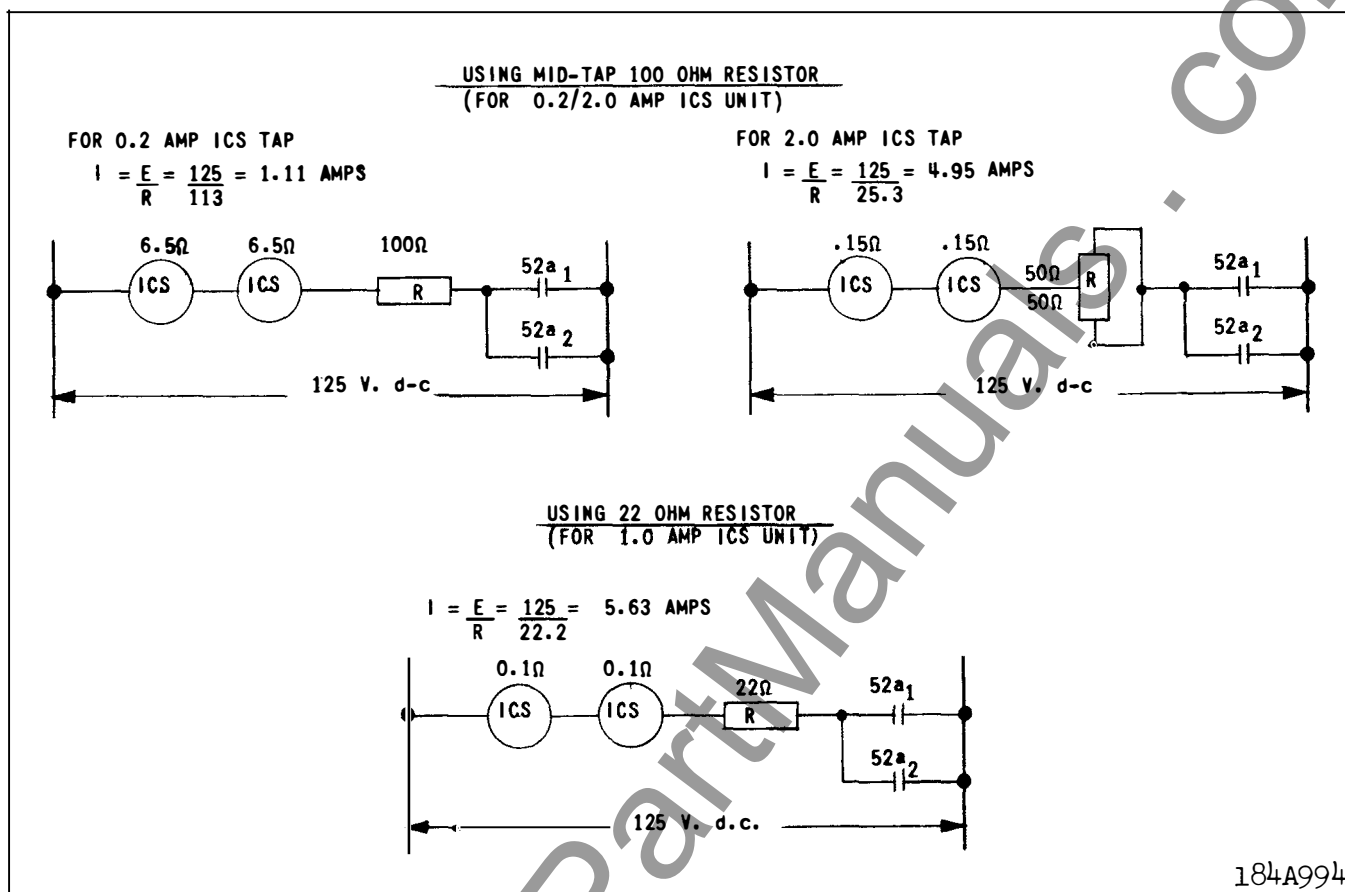 USING MID-TAP 100 OHM RESISTOR
(FOR 0.2/2.0 AMP ICS UNIT)
FOR 0.2 AMP ICS TAP
I = E/R = 125/113 = 1.11 AMPS
6.5Ω 6.5Ω 100Ω
ICS ICS R
52a1
52a2
125 V. d-c
FOR 2.0 AMP ICS TAP
I = E/R = 125/25.3 = 4.95 AMPS
.15Ω .15Ω
ICS ICS
50Ω
50Ω
R
52a1
52a2
125 V. d-c
USING 22 OHM RESISTOR
(FOR 1.0 AMP ICS UNIT)
I = E/R = 125/22.2 = 5.63 AMPS
0.1Ω 0.1Ω 22Ω
ICS ICS R
52a1
52a2
125 V. d.c.
184A994
PartManuals.co